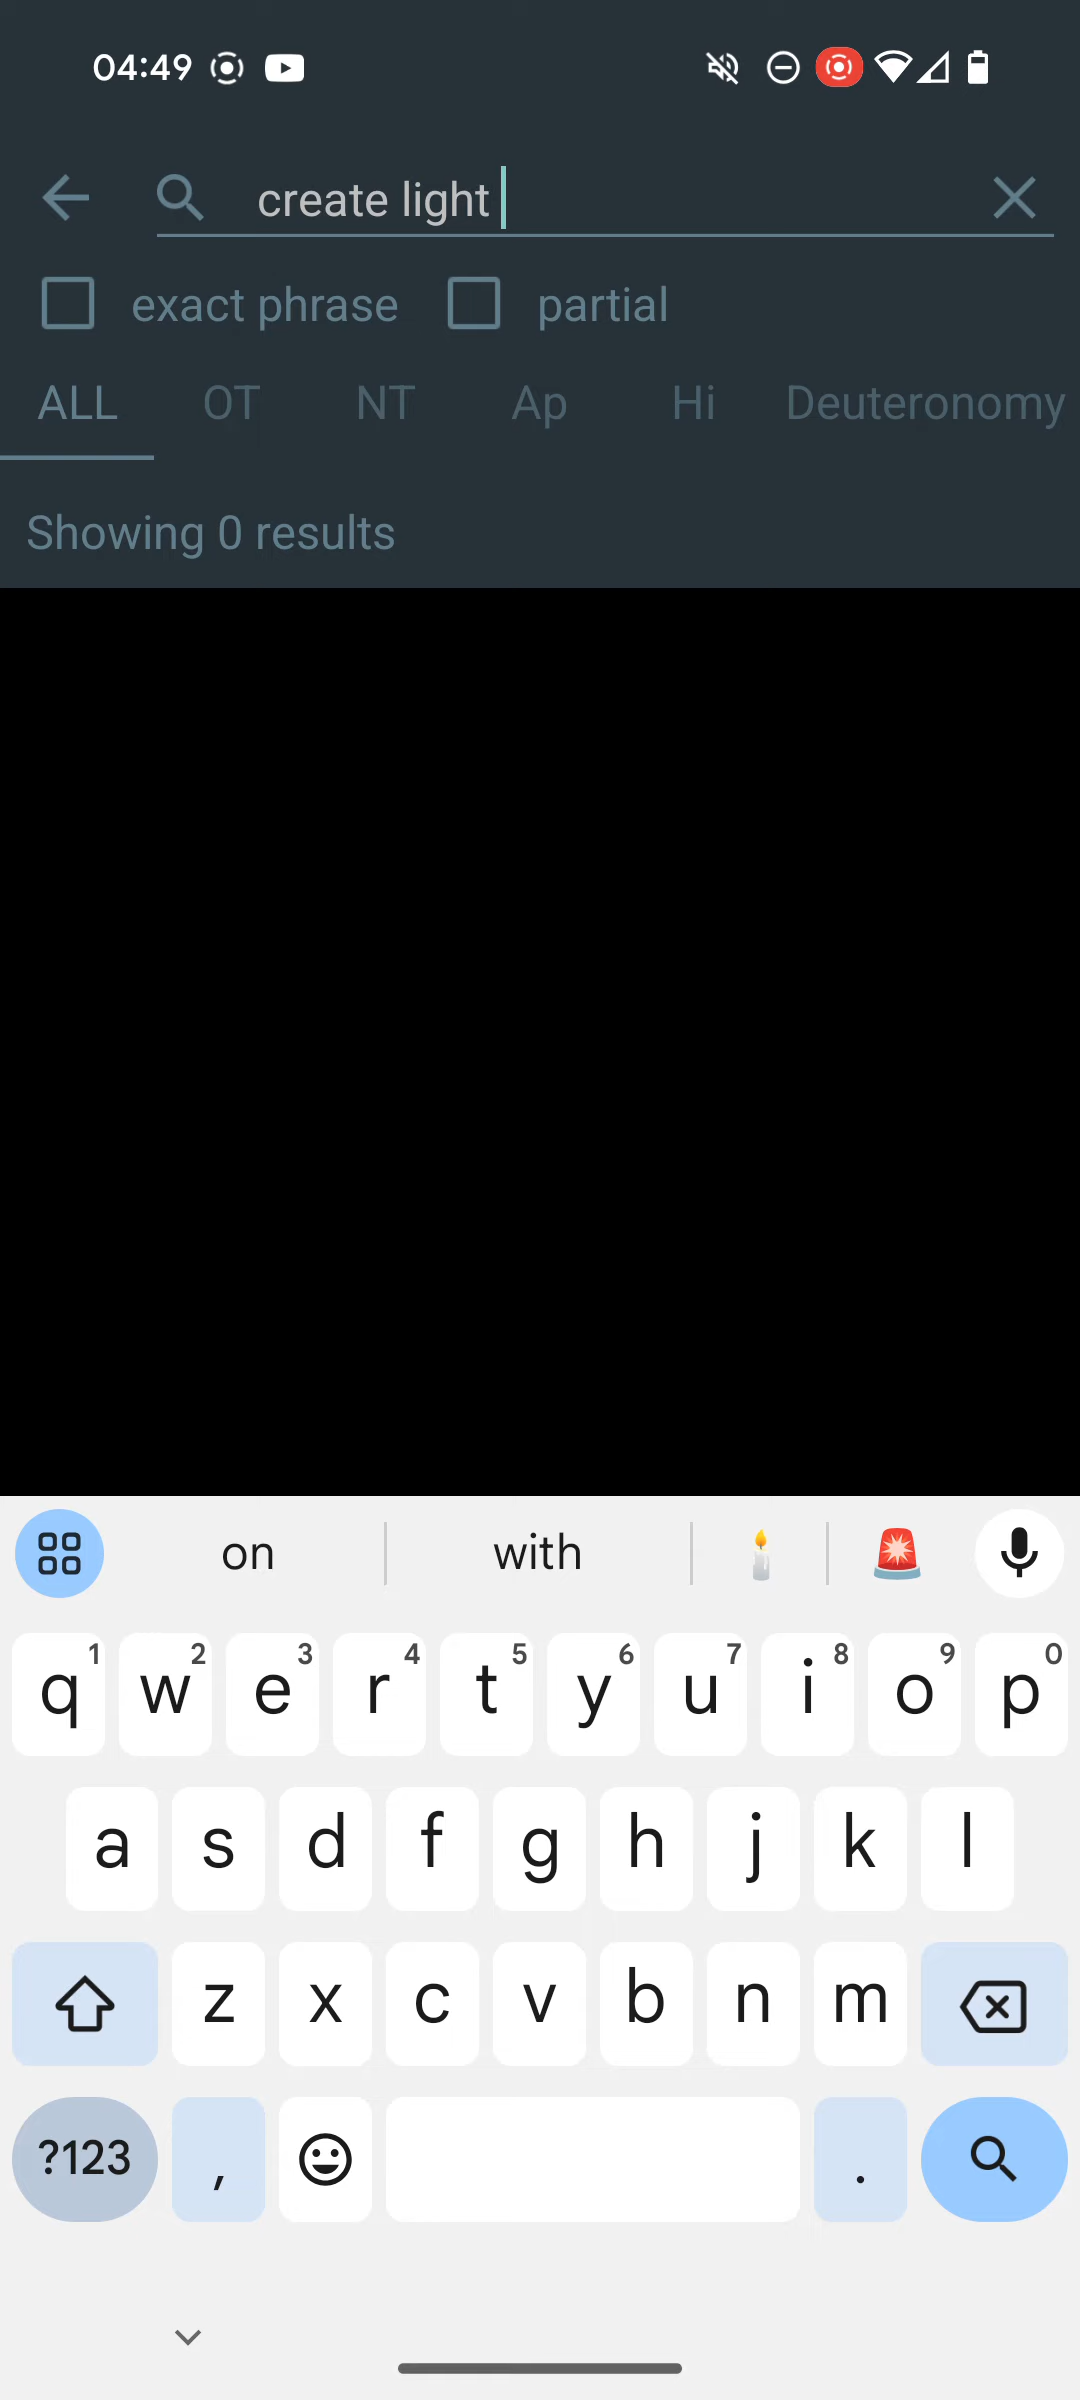 04:49
create light
exact phrase partial
ALL OT NT Ap Hi Deuteronomy
Showing 0 results
on with
q1 w2 e3 r4 t5 y6 u7 i8 o9 p0
a s d f g h j k l
z x c v b n m
?123 , .